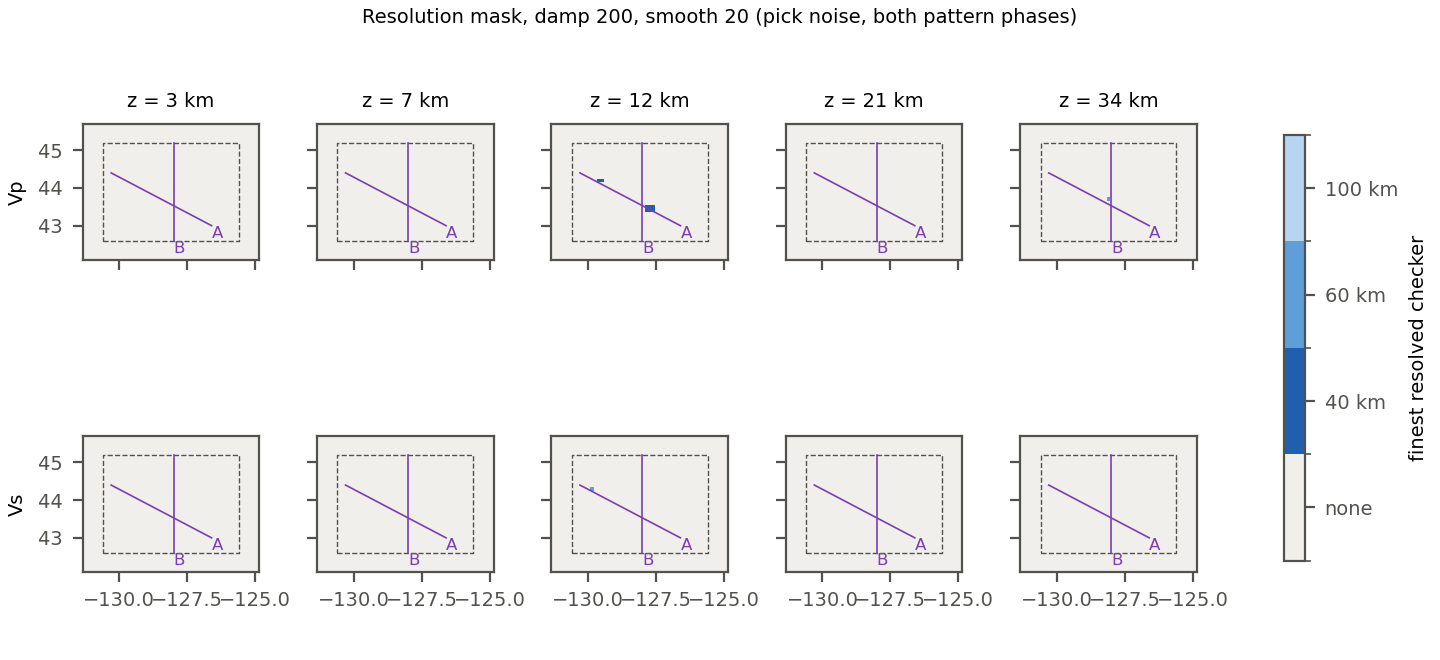 Resolution mask, damp 200, smooth 20 (pick noise, both pattern phases)
z = 3 km
z = 7 km
z = 12 km
z = 21 km
z = 34 km
Vp
45
44
43
A
B
A
B
A
B
A
B
A
B
Vs
45
44
43
A
B
A
B
A
B
A
B
A
B
−130.0 −127.5 −125.0
−130.0 −127.5 −125.0
−130.0 −127.5 −125.0
−130.0 −127.5 −125.0
−130.0 −127.5 −125.0
100 km
60 km
40 km
none
finest resolved checker